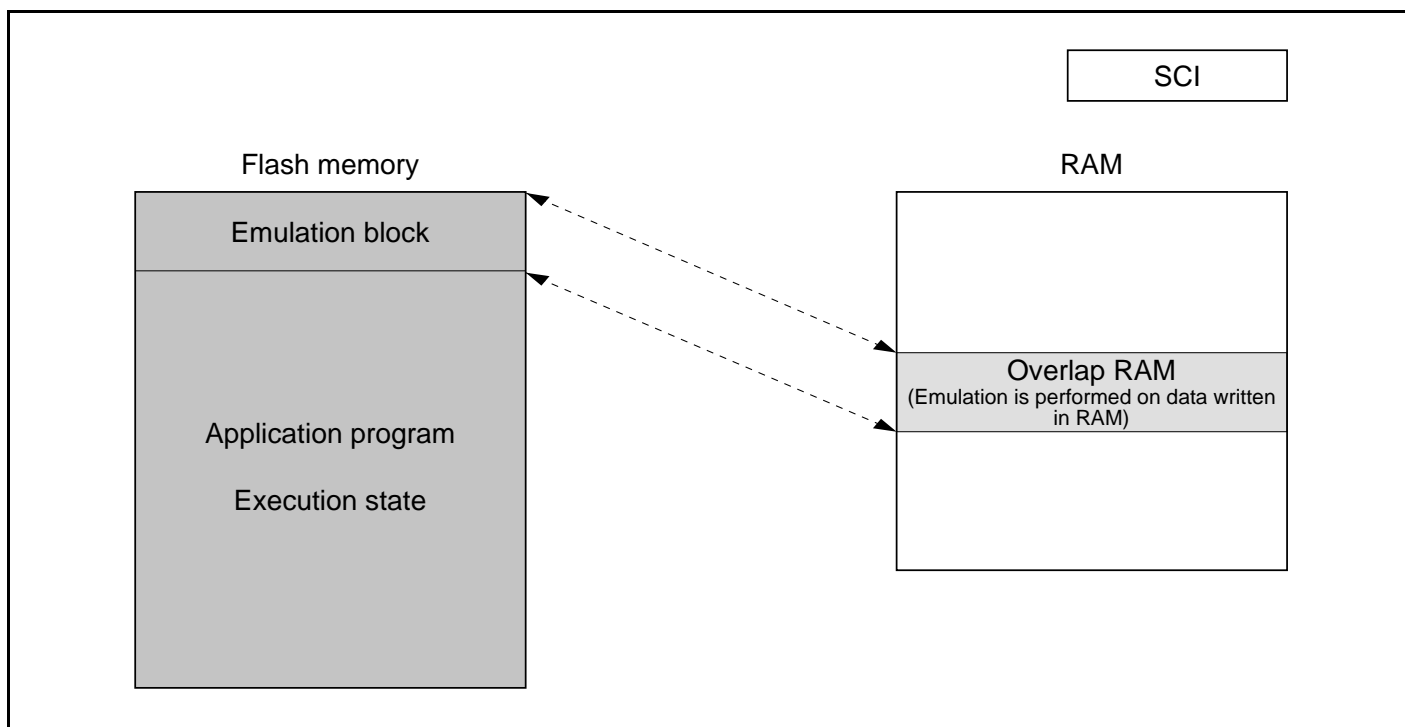 SCI
Flash memory
RAM
Emulation block
Overlap RAM
(Emulation is performed on data written
in RAM)
Application program
Execution state